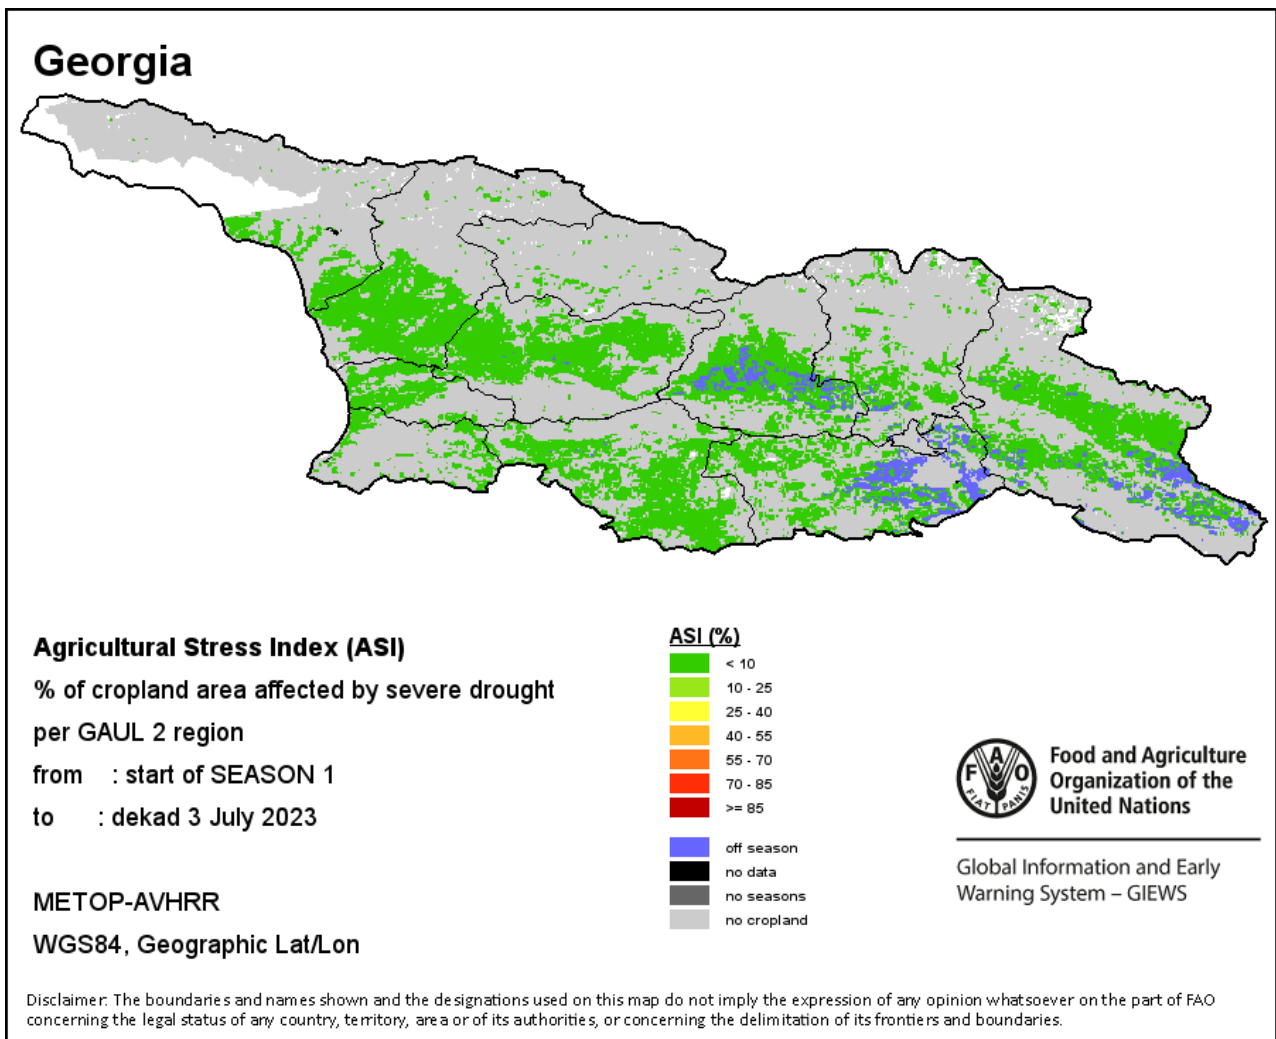 Georgia
Agricultural Stress Index (ASI)
% of cropland area affected by severe drought
per GAUL 2 region
from : start of SEASON 1
to : dekad 3 July 2023
METOP-AVHRR
WGS84, Geographic Lat/Lon
ASI (%)
< 10
10 - 25
25 - 40
40 - 55
55 - 70
70 - 85
>= 85
off season
no data
no seasons
no cropland
F A O
FIAT PANIS
Food and Agriculture
Organization of the
United Nations
Global Information and Early
Warning System – GIEWS
Disclaimer: The boundaries and names shown and the designations used on this map do not imply the expression of any opinion whatsoever on the part of FAO
concerning the legal status of any country, territory, area or of its authorities, or concerning the delimitation of its frontiers and boundaries.